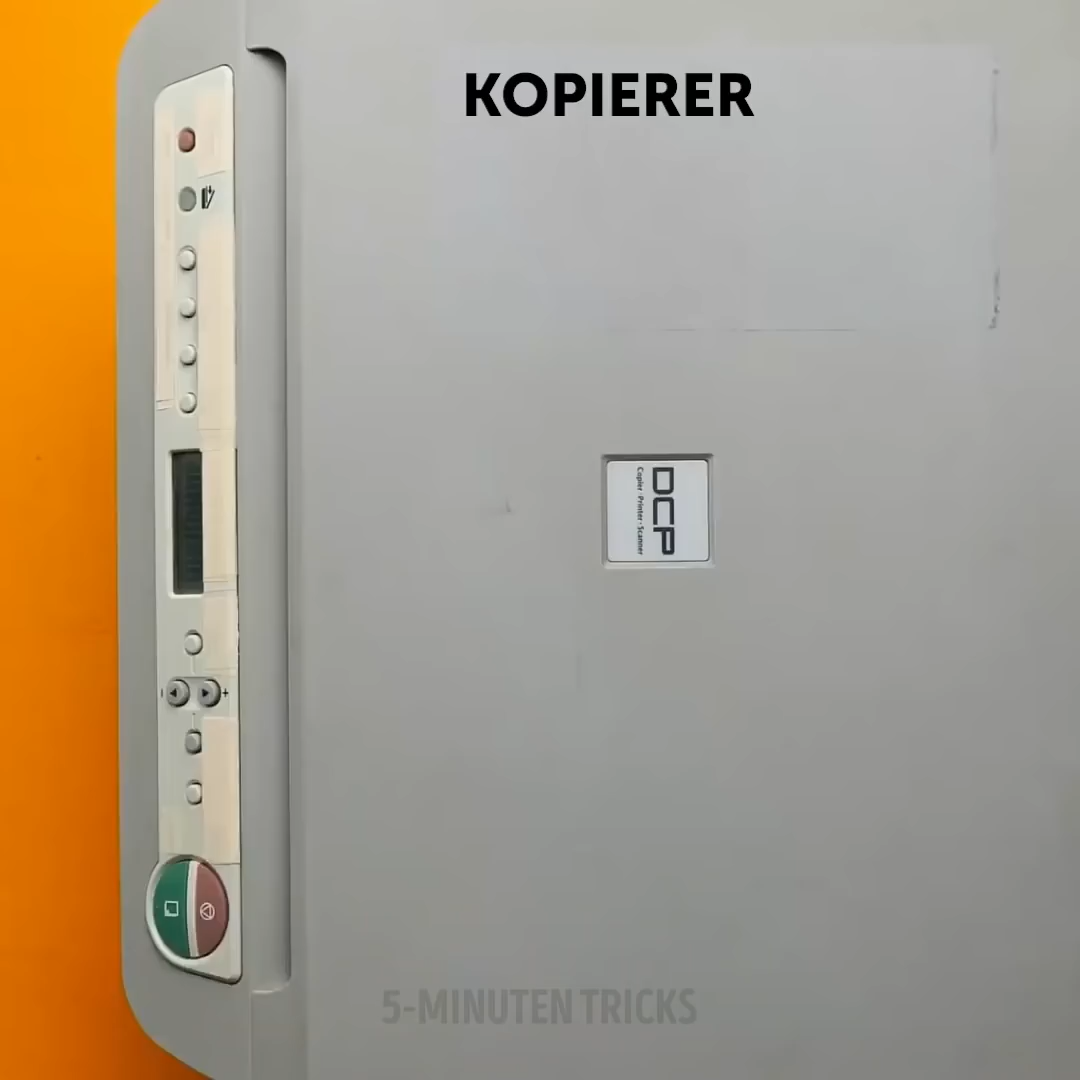 KOPIERER
DCP
Copier · Printer · Scanner
- +
5-MINUTEN TRICKS